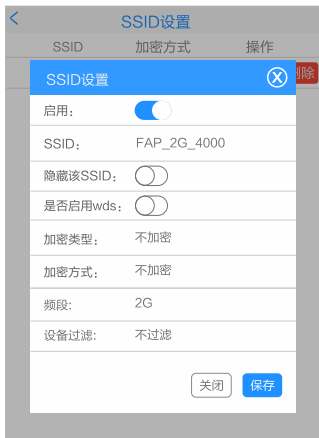 SSID设置
SSID 加密方式 操作
删除
SSID设置
启用：
SSID： FAP_2G_4000
隐藏该SSID：
是否启用wds：
加密类型： 不加密
加密方式： 不加密
频段: 2G
设备过滤: 不过滤
关闭 保存